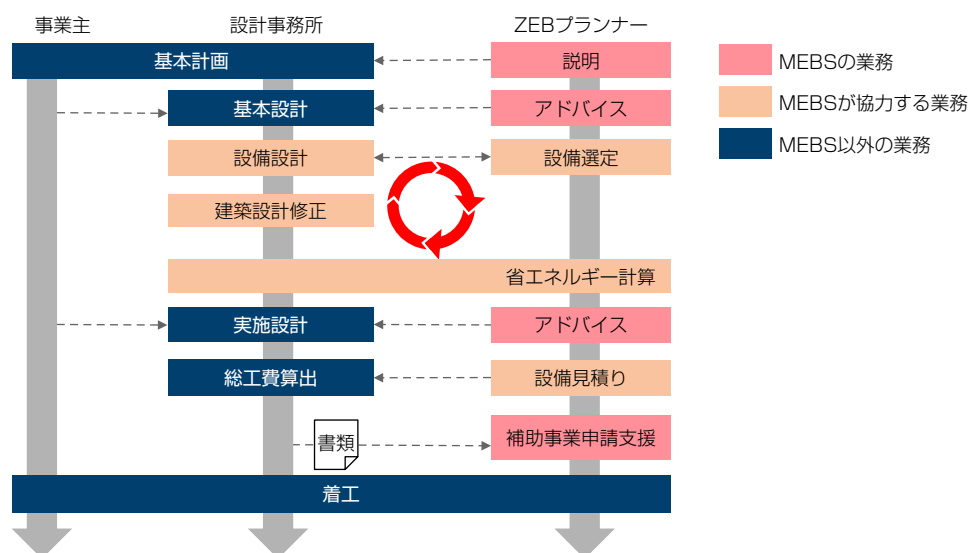 事業主
設計事務所
ZEBプランナー
基本計画
説明
基本設計
アドバイス
設備設計
設備選定
建築設計修正
省エネルギー計算
実施設計
アドバイス
総工費算出
設備見積り
書類
補助事業申請支援
着工
MEBSの業務
MEBSが協力する業務
MEBS以外の業務